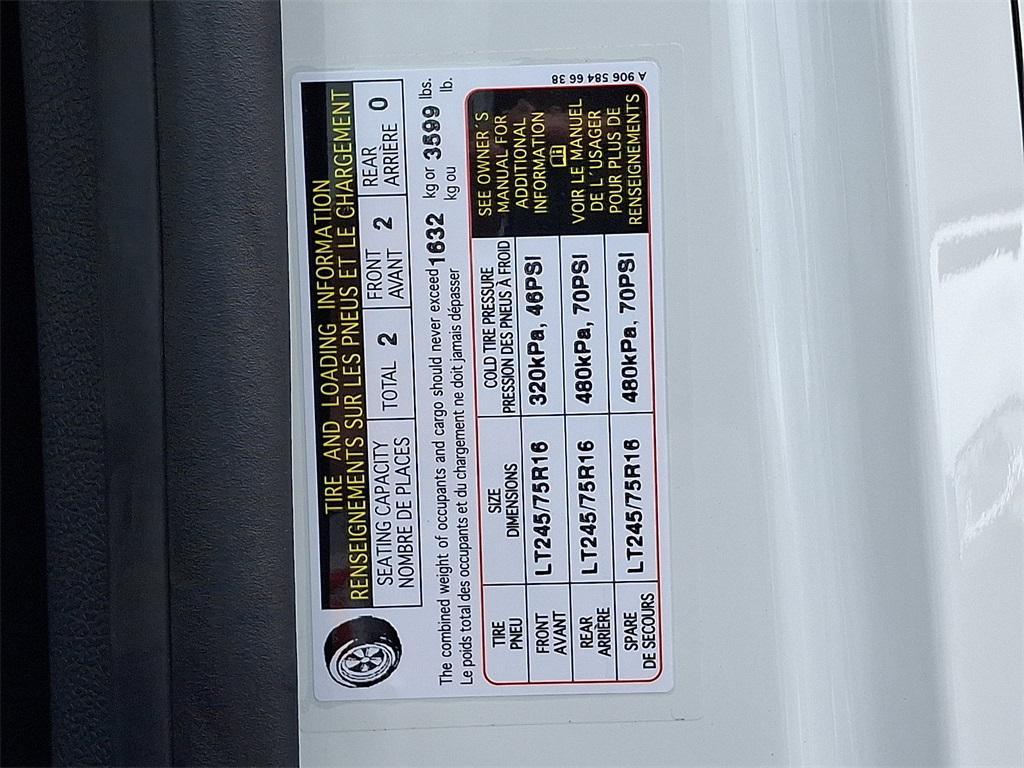 TIRE AND LOADING INFORMATION
RENSEIGNEMENTS SUR LES PNEUS ET LE CHARGEMENT
SEATING CAPACITY
NOMBRE DE PLACES
TOTAL 2
FRONT
AVANT 2
REAR
ARRIÈRE 0
The combined weight of occupants and cargo should never exceed 1632 kg or 3599 lbs.
Le poids total des occupants et du chargement ne doit jamais dépasser kg ou lb.
TIRE
PNEU
SIZE
DIMENSIONS
COLD TIRE PRESSURE
PRESSION DES PNEUS À FROID
FRONT
AVANT
LT245/75R16
320kPa, 46PSI
REAR
ARRIÈRE
LT245/75R16
480kPa, 70PSI
SPARE
DE SECOURS
LT245/75R16
480kPa, 70PSI
SEE OWNER´S
MANUAL FOR
ADDITIONAL
INFORMATION
VOIR LE MANUEL
DE L´USAGER
POUR PLUS DE
RENSEIGNEMENTS
A 906 584 66 38